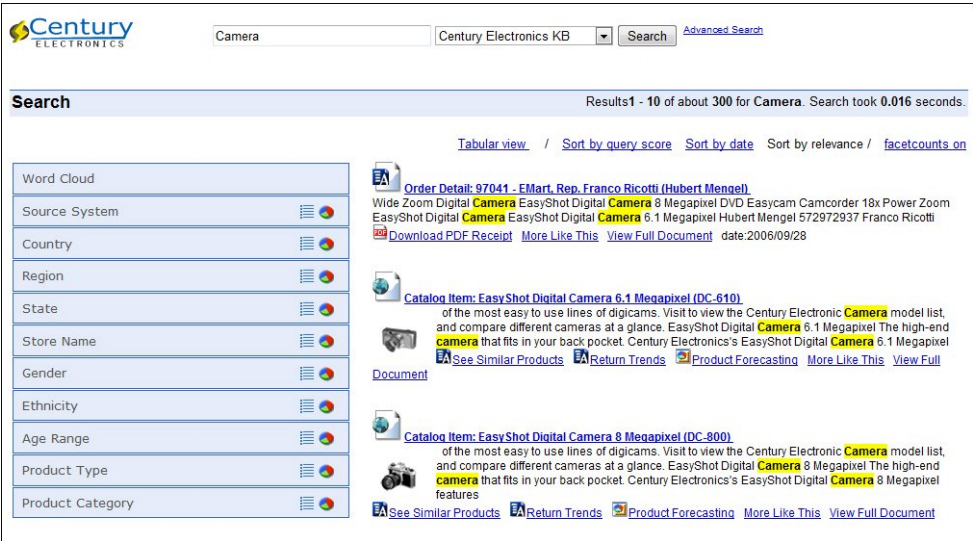 Century
ELECTRONICS
Camera
Century Electronics KB
Search
Advanced Search
Search
Results1 - 10 of about 300 for Camera. Search took 0.016 seconds.
Tabular view / Sort by query score Sort by date Sort by relevance / facetcounts on
Word Cloud
Source System
Country
Region
State
Store Name
Gender
Ethnicity
Age Range
Product Type
Product Category
Order Detail: 97041 - EMart, Rep. Franco Ricotti (Hubert Mengel)
Wide Zoom Digital Camera EasyShot Digital Camera 8 Megapixel DVD Easycam Camcorder 18x Power Zoom
EasyShot Digital Camera EasyShot Digital Camera 6.1 Megapixel Hubert Mengel 572972937 Franco Ricotti
PDF Download PDF Receipt More Like This View Full Document date:2006/09/28
Catalog Item: EasyShot Digital Camera 6.1 Megapixel (DC-610)
of the most easy to use lines of digicams. Visit to view the Century Electronic Camera model list,
and compare different cameras at a glance. EasyShot Digital Camera 6.1 Megapixel The high-end
camera that fits in your back pocket. Century Electronics's EasyShot Digital Camera 6.1 Megapixel
See Similar Products Return Trends Product Forecasting More Like This View Full
Document
Catalog Item: EasyShot Digital Camera 8 Megapixel (DC-800)
of the most easy to use lines of digicams. Visit to view the Century Electronic Camera model list,
and compare different cameras at a glance. EasyShot Digital Camera 8 Megapixel The high-end
camera that fits in your back pocket. Century Electronics's EasyShot Digital Camera 8 Megapixel
features
See Similar Products Return Trends Product Forecasting More Like This View Full Document